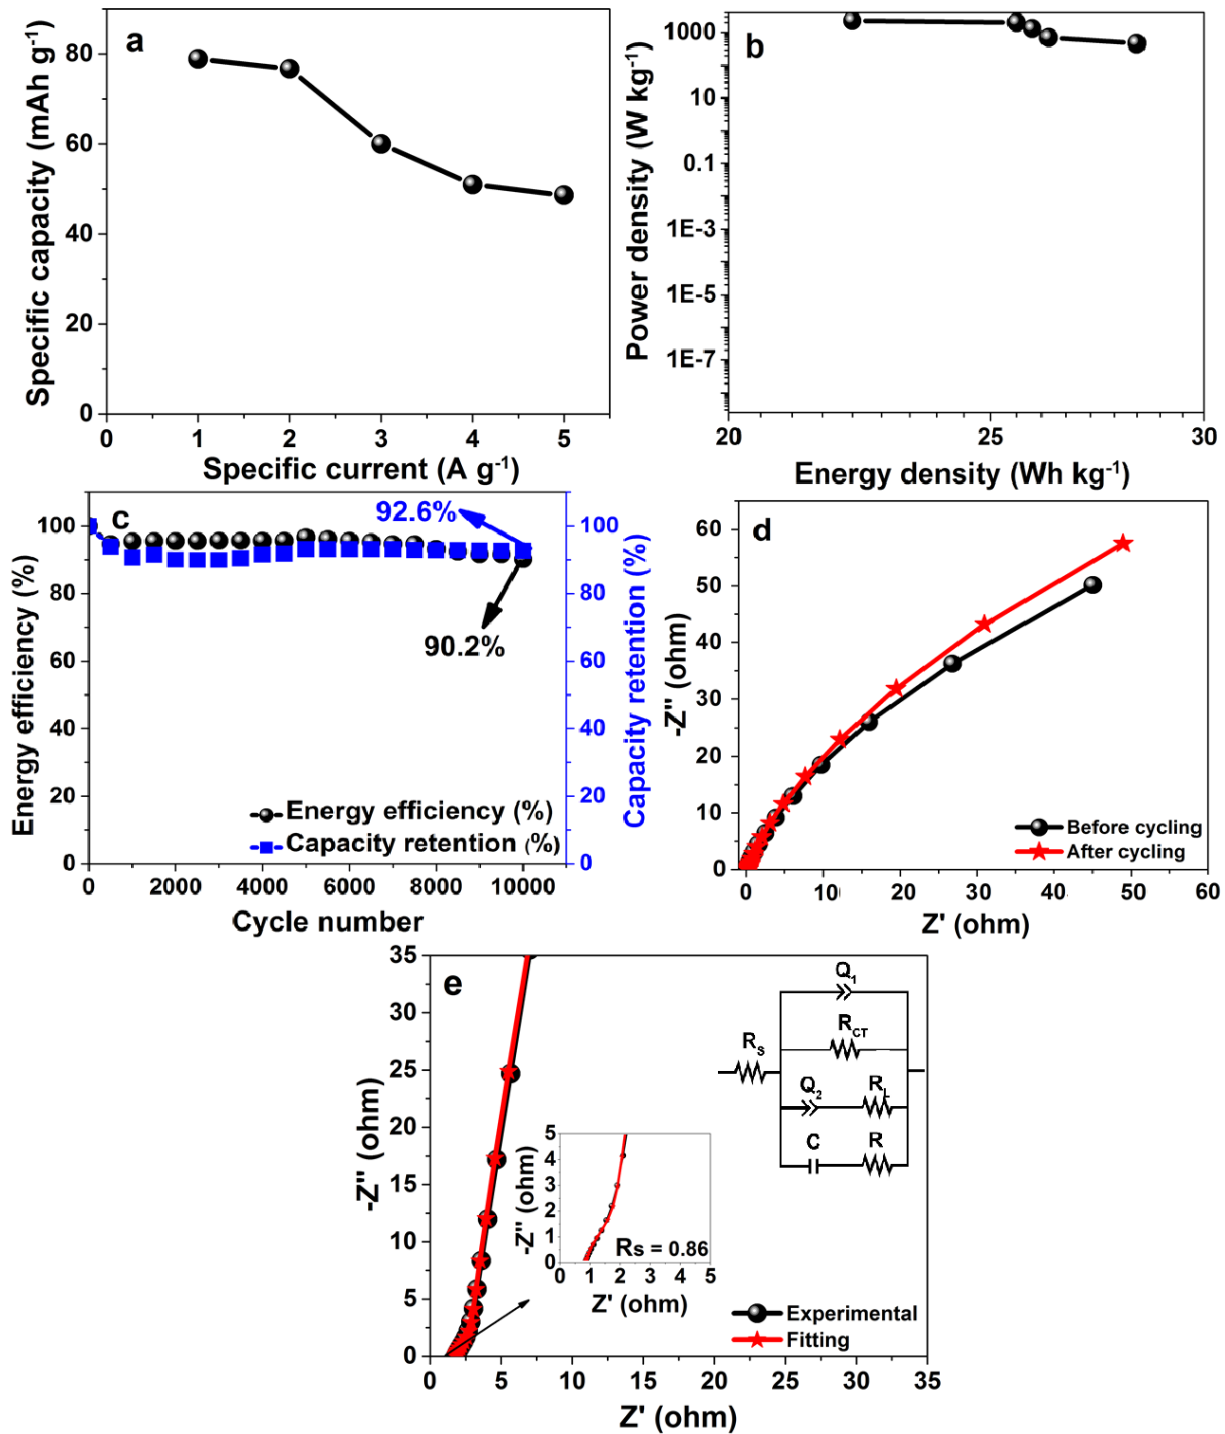 a
Specific capacity (mAh g-1)
80
60
40
20
0
0 1 2 3 4 5
Specific current (A g-1)
b
Power density (W kg-1)
1000
10
0.1
1E-3
1E-5
1E-7
20 25 30
Energy density (Wh kg-1)
c
92.6%
90.2%
Energy efficiency (%)
100
80
60
40
20
0
Capacity retention (%)
100
80
60
40
20
0
Energy efficiency (%)
Capacity retention (%)
0 2000 4000 6000 8000 10000
Cycle number
d
-Z'' (ohm)
60
50
40
30
20
10
0
Before cycling
After cycling
0 10 20 30 40 50 60
Z' (ohm)
e
-Z'' (ohm)
35
30
25
20
15
10
5
0
Q1
RCT
RS
Q2 RL
C R
-Z'' (ohm)
5
4
3
2
1
0
Rs = 0.86
0 1 2 3 4 5
Z' (ohm)
Experimental
Fitting
0 5 10 15 20 25 30 35
Z' (ohm)